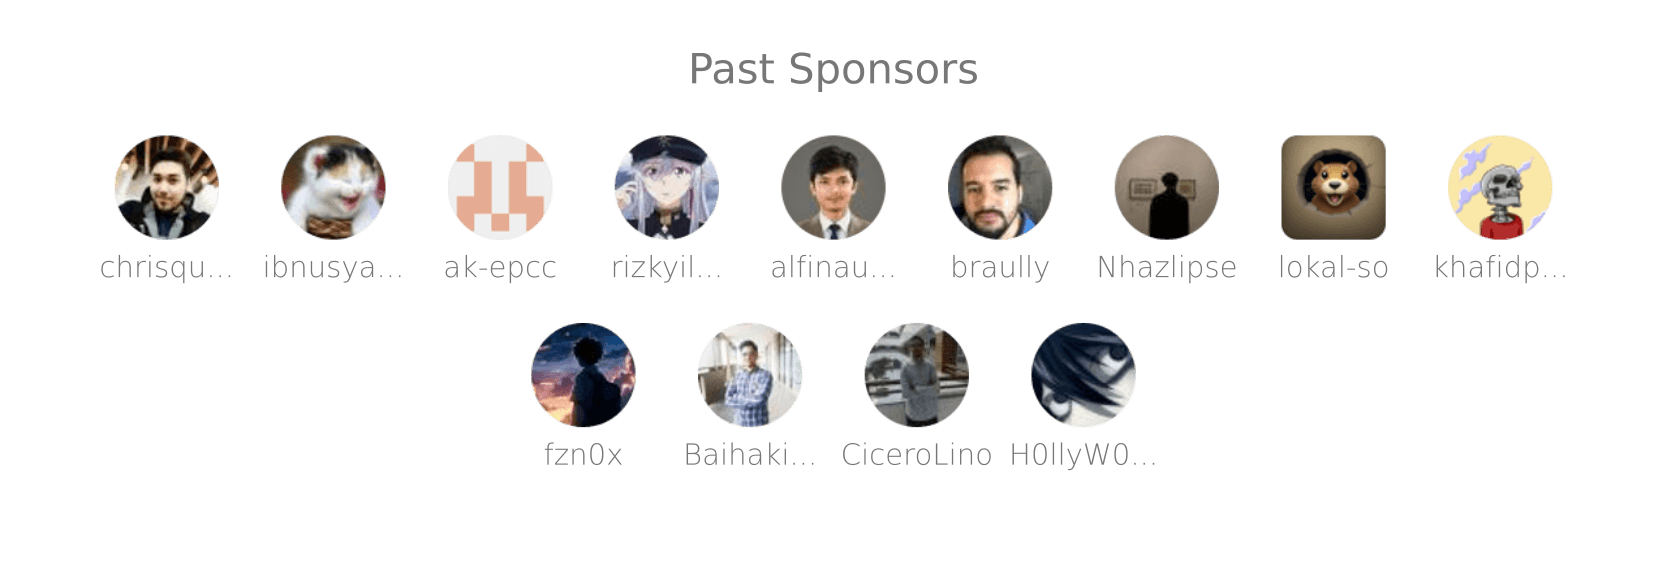 Past Sponsors
chrisqu... ibnusya... ak-epcc rizkyil... alfinau... braully Nhazlipse lokal-so khafidp...
fzn0x Baihaki... CiceroLino H0llyW0...